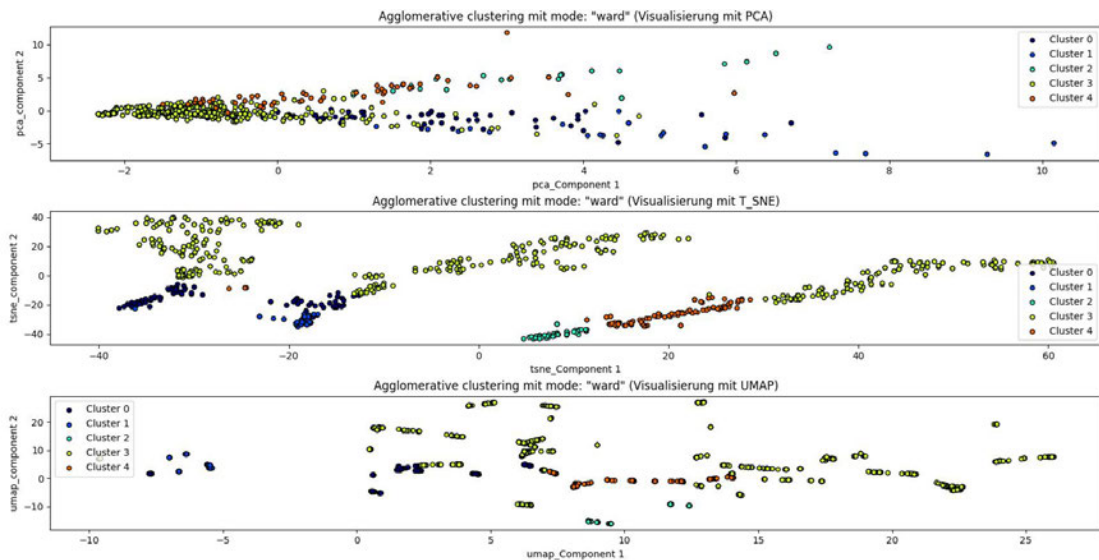 Agglomerative clustering mit mode: "ward" (Visualisierung mit PCA)
pca_component 2
10
5
0
−5
Cluster 0
Cluster 1
Cluster 2
Cluster 3
Cluster 4
−2 0 2 4 6 8 10
pca_Component 1
Agglomerative clustering mit mode: "ward" (Visualisierung mit T_SNE)
tsne_component 2
40
20
0
−20
−40
Cluster 0
Cluster 1
Cluster 2
Cluster 3
Cluster 4
−40 −20 0 20 40 60
tsne_Component 1
Agglomerative clustering mit mode: "ward" (Visualisierung mit UMAP)
umap_component 2
20
10
0
−10
Cluster 0
Cluster 1
Cluster 2
Cluster 3
Cluster 4
−10 −5 0 5 10 15 20 25
umap_Component 1